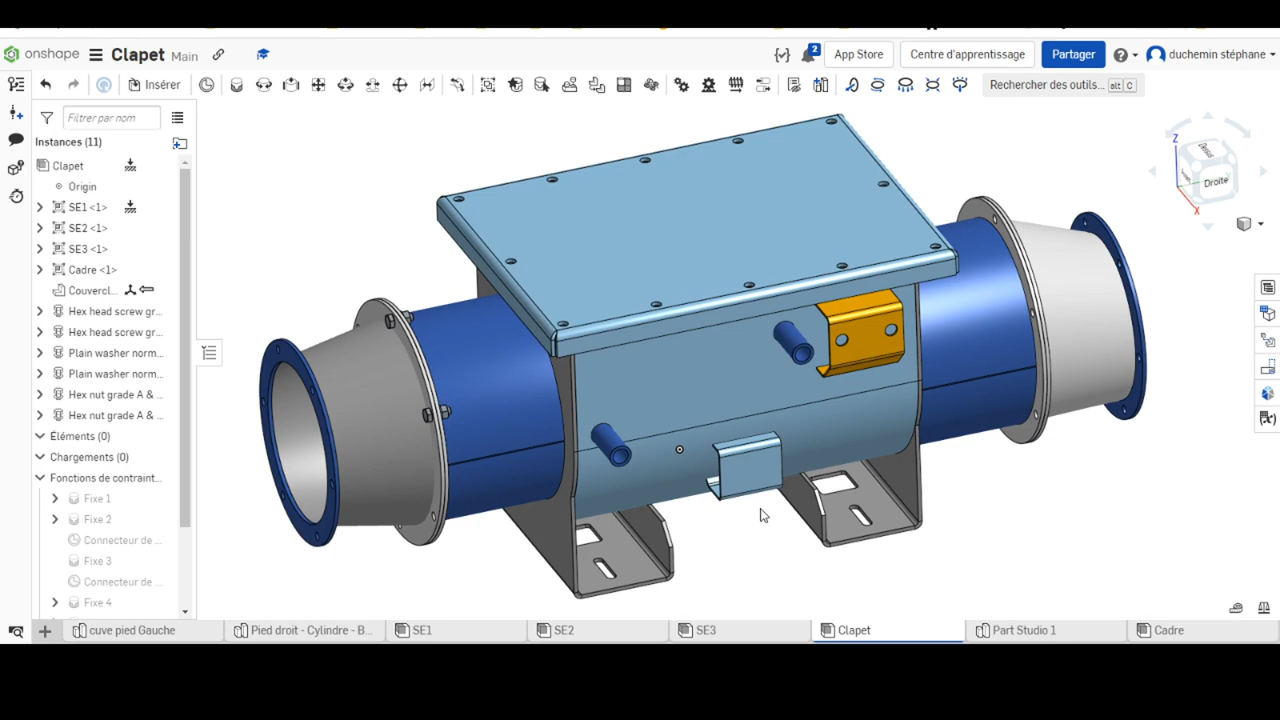 onshape Clapet Main 2 App Store Centre d'apprentissage Partager duchemin stéphane
Insérer Rechercher des outils... alt C
Filtrer par nom
Instances (11)
Clapet
Origin
SE1 <1>
SE2 <1>
SE3 <1>
Cadre <1>
Couvercl...
Hex head screw gr...
Hex head screw gr...
Plain washer norm...
Plain washer norm...
Hex nut grade A & ...
Hex nut grade A & ...
Éléments (0)
Chargements (0)
Fonctions de contraint...
Fixe 1
Fixe 2
Connecteur de ...
Fixe 3
Connecteur de ...
Fixe 4
Z
Dessus
Droite
X
cuve pied Gauche Pied droit - Cylindre - B... SE1 SE2 SE3 Clapet Part Studio 1 Cadre